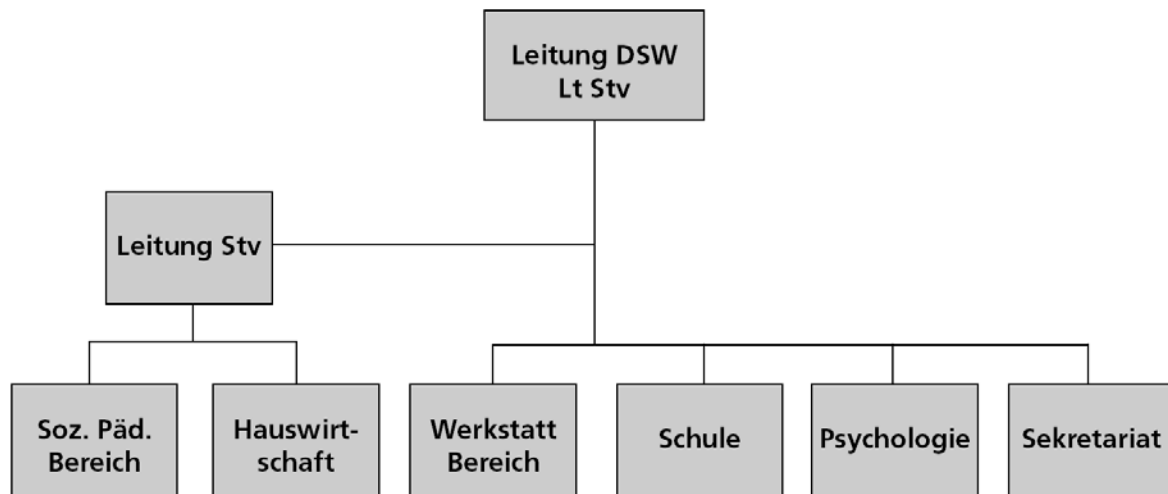 Leitung DSW
Lt Stv
Leitung Stv
Soz. Päd.
Bereich
Hauswirt-
schaft
Werkstatt
Bereich
Schule
Psychologie
Sekretariat